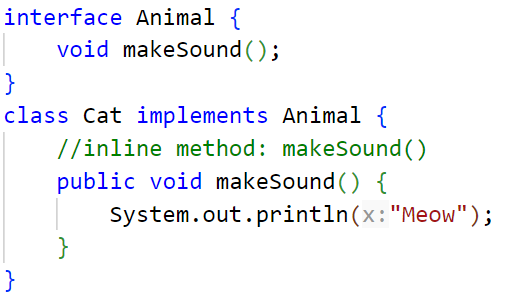 interface Animal {
    void makeSound();
}
class Cat implements Animal {
    //inline method: makeSound()
    public void makeSound() {
        System.out.println(x:"Meow");
    }
}